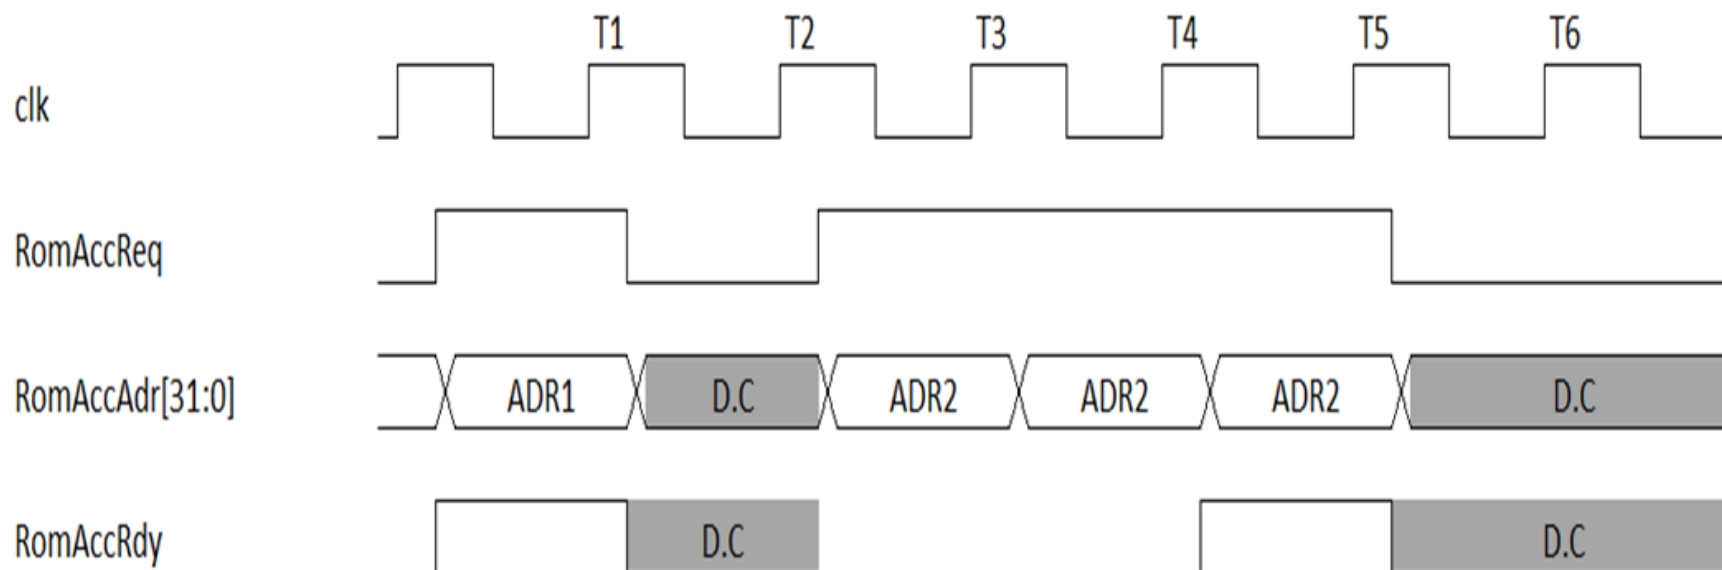 T1 T2 T3 T4 T5 T6
clk
RomAccReq
RomAccAdr[31:0] ADR1 D.C ADR2 ADR2 ADR2 D.C
RomAccRdy D.C D.C